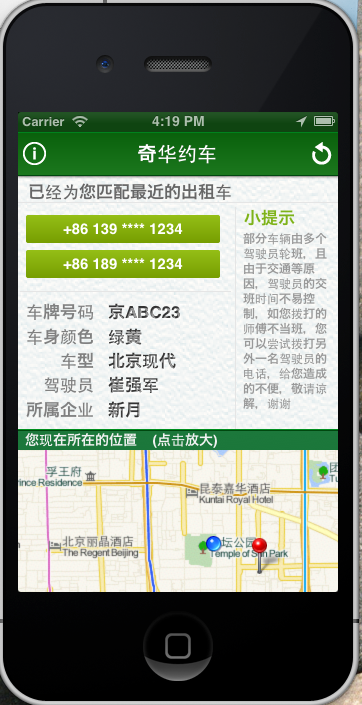 Carrier 4:19 PM
奇华约车
已经为您匹配最近的出租车
+86 139 **** 1234
+86 189 **** 1234
车牌号码 京ABC23
车身颜色 绿黄
车型 北京现代
驾驶员 崔强军
所属企业 新月
小提示
部分车辆由多个
驾驶员轮班，且
由于交通等原
因，驾驶员的交
班时间不易控
制，如您拨打的
师傅不当班，您
可以尝试拨打另
外一名驾驶员的
电话，给您造成
的不便，敬请谅
解，谢谢
您现在所在的位置 (点击放大)
孚王府
rince Residence
昆泰嘉华酒店
Kuntai Royal Hotel
北京丽晶酒店
The Regent Beijing
坛公园
Temple of Sun Park